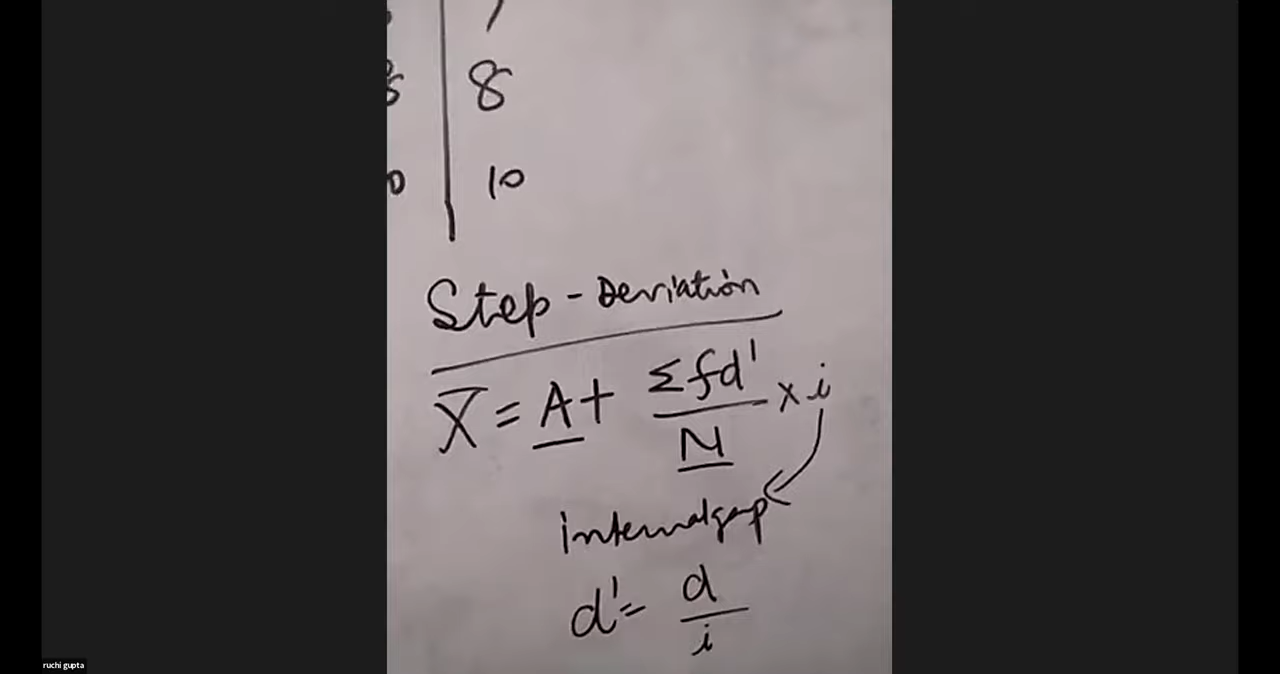 8
10
Step - Deviation
X̄ = A + Σfd' / N × i
internal gap
d' = d / i
ruchi gupta